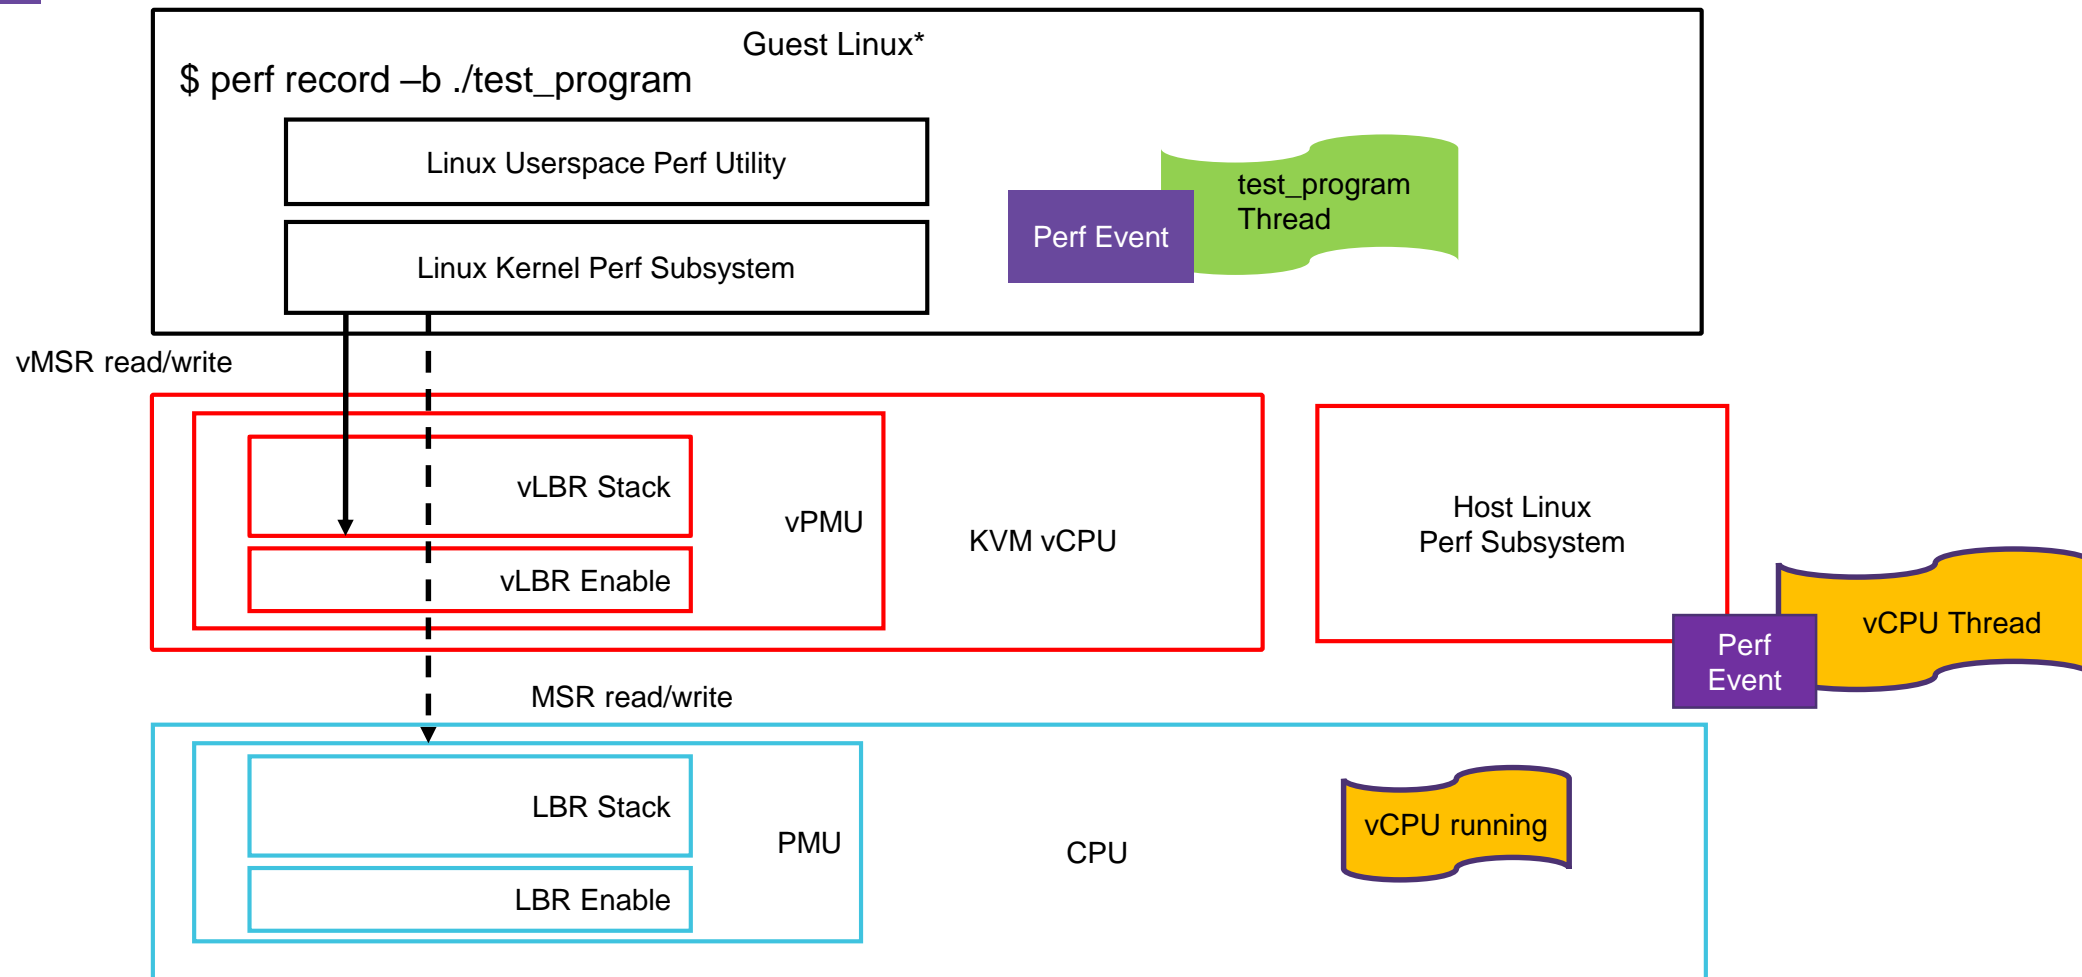 Guest Linux*
$ perf record –b ./test_program
Linux Userspace Perf Utility
Linux Kernel Perf Subsystem
Perf Event
test_program
Thread
vMSR read/write
vLBR Stack
vLBR Enable
vPMU
KVM vCPU
Host Linux
Perf Subsystem
Perf
Event
vCPU Thread
MSR read/write
LBR Stack
LBR Enable
PMU
CPU
vCPU running